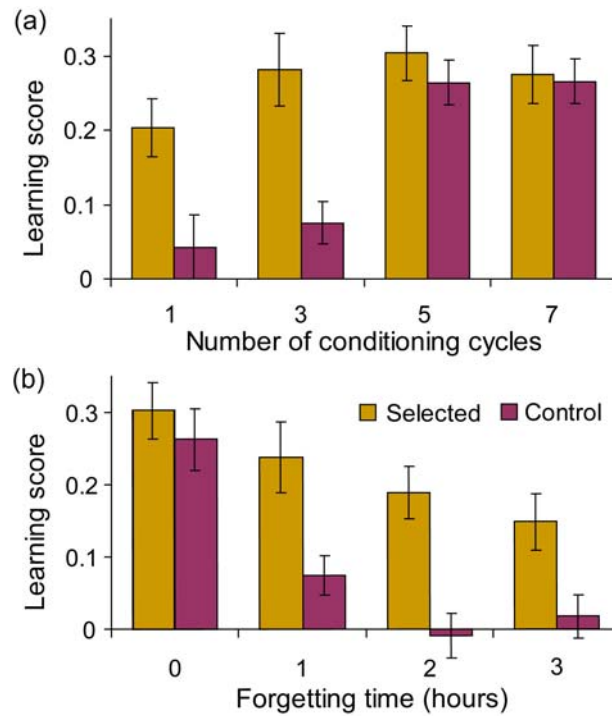 (a)
Learning score
0.3
0.2
0.1
0
1 3 5 7
Number of conditioning cycles
(b)
Learning score
0.3
0.2
0.1
0
Selected Control
0 1 2 3
Forgetting time (hours)